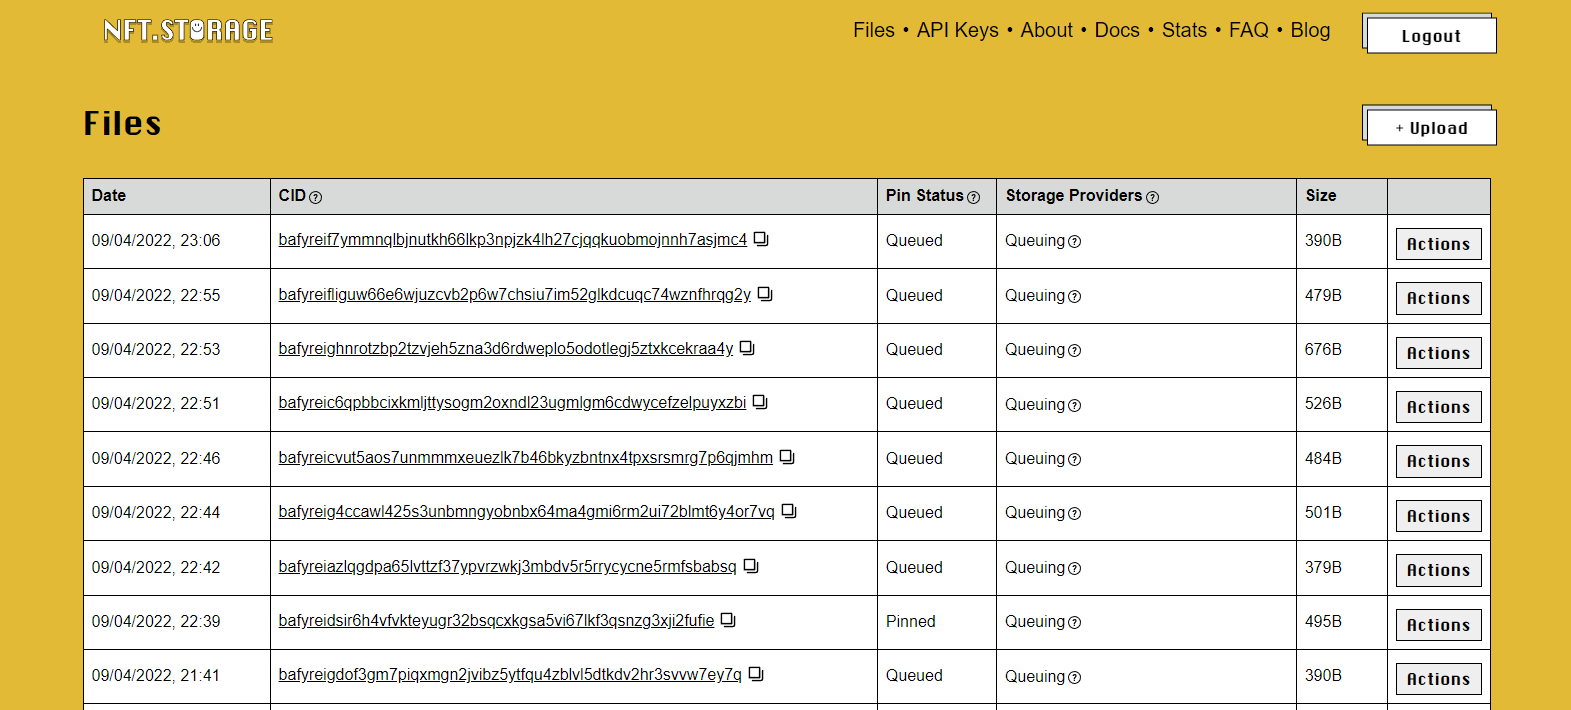 NFT.STORAGE
Files • API Keys • About • Docs • Stats • FAQ • Blog
Logout
Files
+ Upload
Date CID Pin Status Storage Providers Size
09/04/2022, 23:06 bafyreif7ymmnqlbjnutkh66lkp3npjzk4lh27cjqqkuobmojnnh7asjmc4 Queued Queuing 390B Actions
09/04/2022, 22:55 bafyreifliguw66e6wjuzcvb2p6w7chsiu7im52glkdcuqc74wznfhrqg2y Queued Queuing 479B Actions
09/04/2022, 22:53 bafyreighnrotzbp2tzvjeh5zna3d6rdweplo5odotlegj5ztxkcekraa4y Queued Queuing 676B Actions
09/04/2022, 22:51 bafyreic6qpbbcixkmljttysogm2oxndl23ugmlgm6cdwycefzelpuyxzbi Queued Queuing 526B Actions
09/04/2022, 22:46 bafyreicvut5aos7unmmmxeuezlk7b46bkyzbntnx4tpxsrsmrg7p6qjmhm Queued Queuing 484B Actions
09/04/2022, 22:44 bafyreig4ccawl425s3unbmngyobnbx64ma4gmi6rm2ui72blmt6y4or7vq Queued Queuing 501B Actions
09/04/2022, 22:42 bafyreiazlqgdpa65lvttzf37ypvrzwkj3mbdv5r5rrycycne5rmfsbabsq Queued Queuing 379B Actions
09/04/2022, 22:39 bafyreidsir6h4vfvkteyugr32bsqcxkgsa5vi67lkf3qsnzg3xji2fufie Pinned Queuing 495B Actions
09/04/2022, 21:41 bafyreigdof3gm7piqxmgn2jvibz5ytfqu4zblvl5dtkdv2hr3svvw7ey7q Queued Queuing 390B Actions